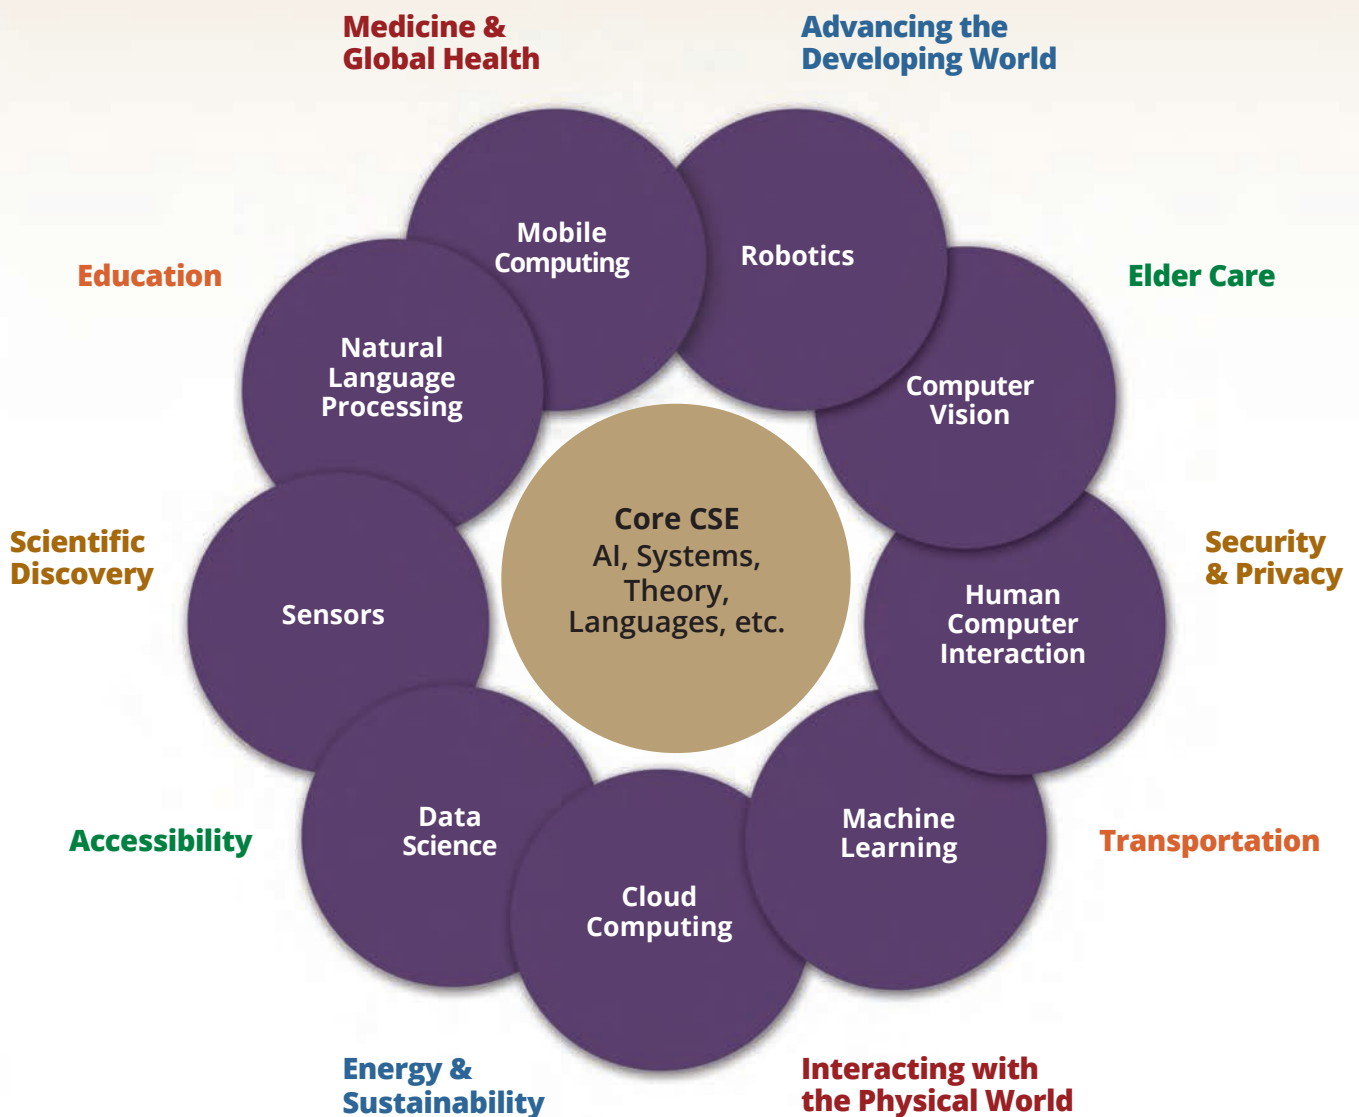 Medicine &
Global Health
Advancing the
Developing World
Mobile
Computing
Robotics
Education
Elder Care
Natural
Language
Processing
Computer
Vision
Core CSE
AI, Systems,
Theory,
Languages, etc.
Scientific
Discovery
Security
& Privacy
Sensors
Human
Computer
Interaction
Accessibility
Data
Science
Machine
Learning
Transportation
Cloud
Computing
Energy &
Sustainability
Interacting with
the Physical World